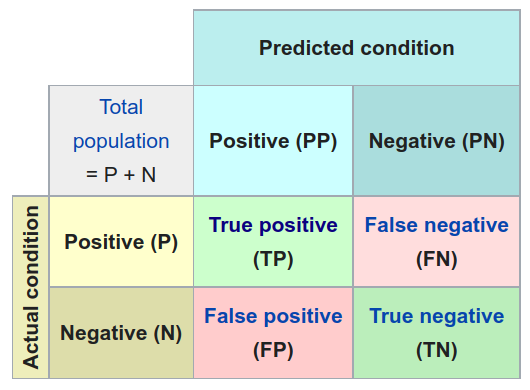 Predicted condition
Total
population
= P + N
Positive (PP)
Negative (PN)
Actual condition
Positive (P)
True positive
(TP)
False negative
(FN)
Negative (N)
False positive
(FP)
True negative
(TN)